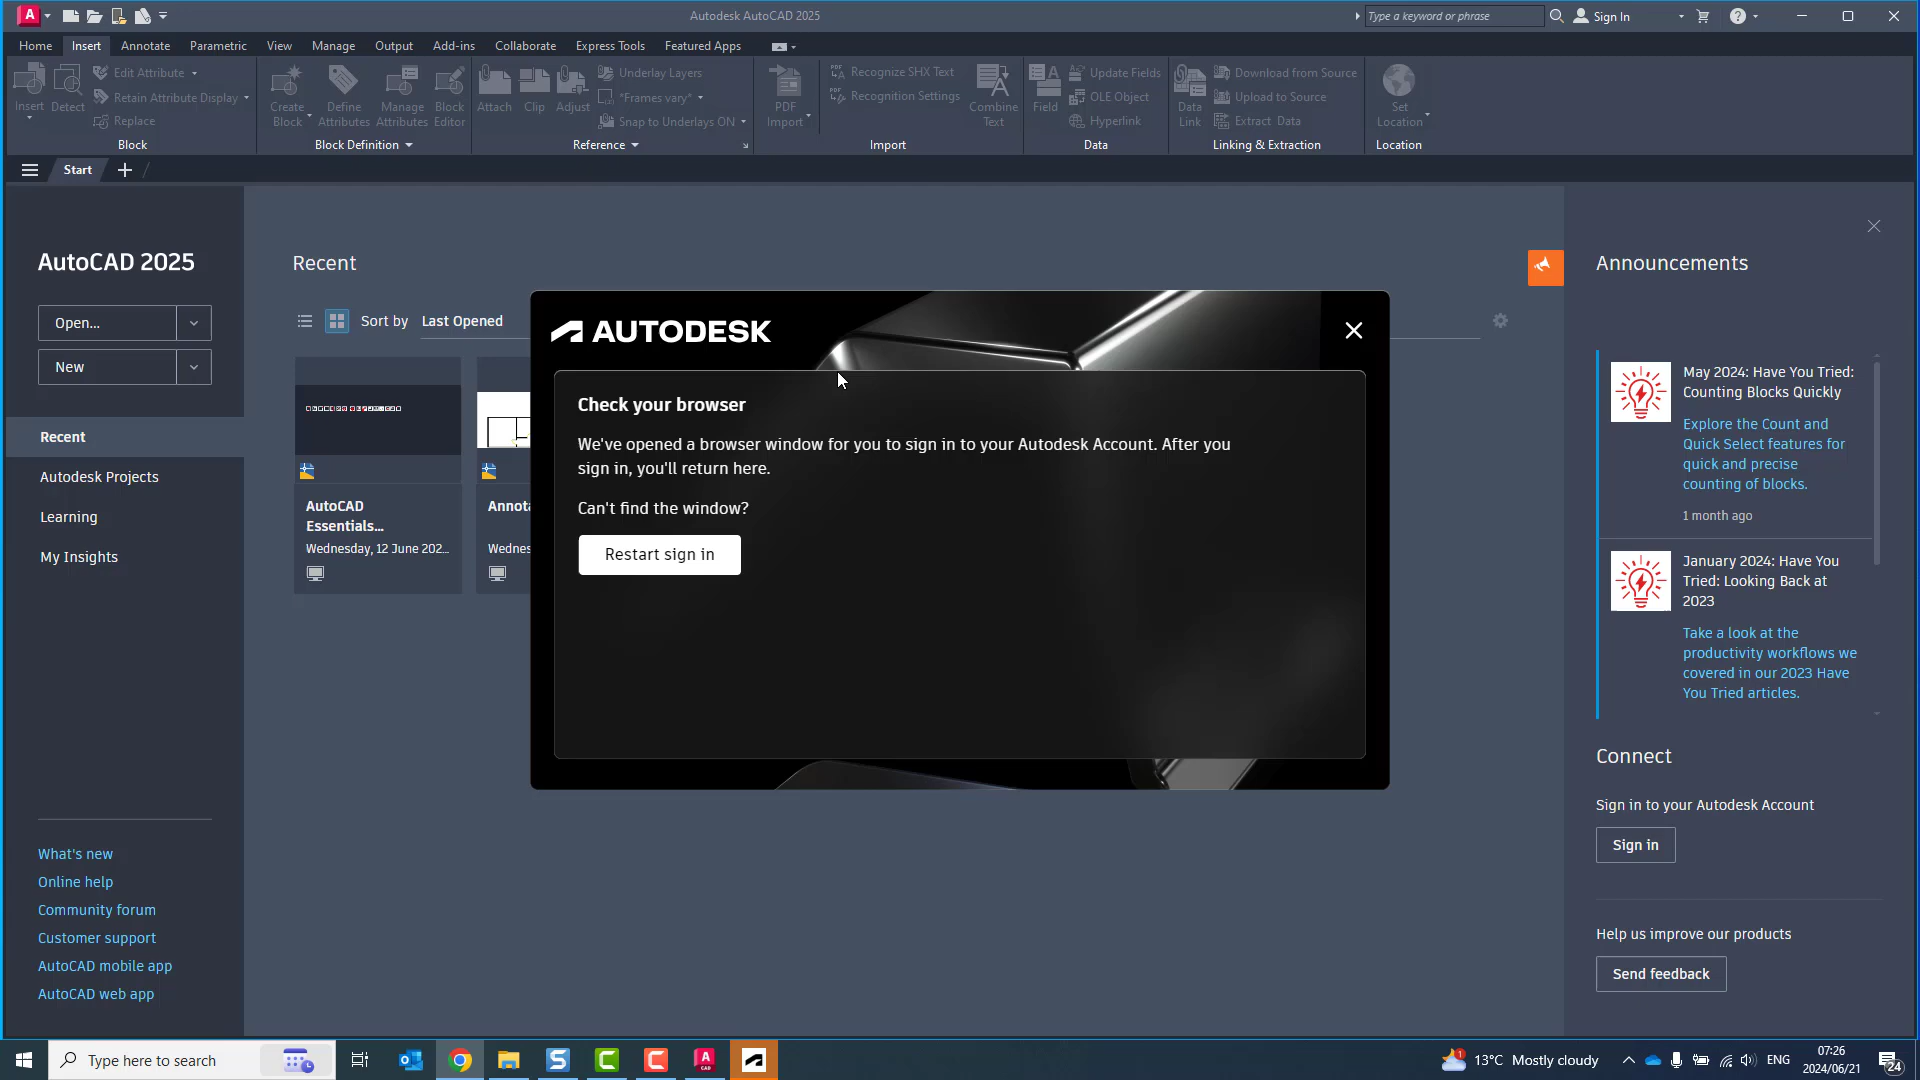 Autodesk AutoCAD 2025
Type a keyword or phrase
Sign In
Home Insert Annotate Parametric View Manage Output Add-ins Collaborate Express Tools Featured Apps
Insert
Detect
Edit Attribute
Retain Attribute Display
Replace
Block
Create Block
Define Attributes
Manage Attributes
Block Editor
Block Definition
Attach
Clip
Adjust
Underlay Layers
*Frames vary*
Snap to Underlays ON
Reference
PDF Import
Recognize SHX Text
Recognition Settings
Combine Text
Import
Field
Update Fields
OLE Object
Hyperlink
Data
Data Link
Download from Source
Upload to Source
Extract Data
Linking & Extraction
Set Location
Location
Start
AutoCAD 2025
Open...
New
Recent
Autodesk Projects
Learning
My Insights
What's new
Online help
Community forum
Customer support
AutoCAD mobile app
AutoCAD web app
Recent
Sort by Last Opened
AutoCAD
Essentials...
Wednesday, 12 June 202...
Annota
Wednes
AUTODESK
Check your browser
We've opened a browser window for you to sign in to your Autodesk Account. After you
sign in, you'll return here.
Can't find the window?
Restart sign in
Announcements
May 2024: Have You Tried:
Counting Blocks Quickly
Explore the Count and
Quick Select features for
quick and precise
counting of blocks.
1 month ago
January 2024: Have You
Tried: Looking Back at
2023
Take a look at the
productivity workflows we
covered in our 2023 Have
You Tried articles.
Connect
Sign in to your Autodesk Account
Sign in
Help us improve our products
Send feedback
Type here to search
13°C Mostly cloudy
ENG
07:26
2024/06/21
24